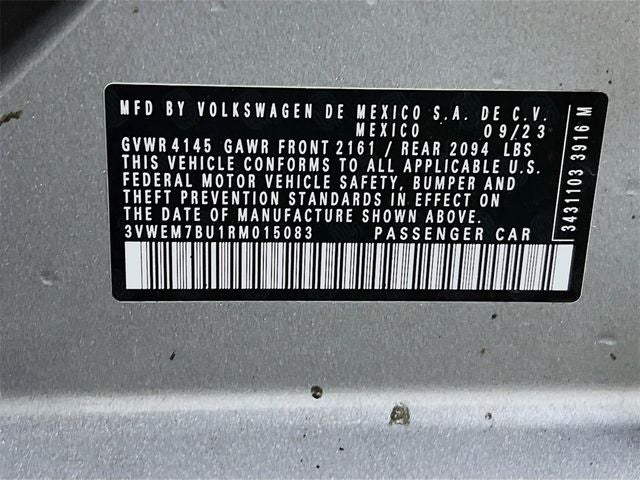 MFD BY VOLKSWAGEN DE MEXICO S.A. DE C.V.
MEXICO 09/23
GVWR 4145 GAWR FRONT 2161 / REAR 2094 LBS
THIS VEHICLE CONFORMS TO ALL APPLICABLE U.S.
FEDERAL MOTOR VEHICLE SAFETY, BUMPER AND
THEFT PREVENTION STANDARDS IN EFFECT ON
THE DATE OF MANUFACTURE SHOWN ABOVE.
3VWEM7BU1RM015083 PASSENGER CAR
3431103 3916 M